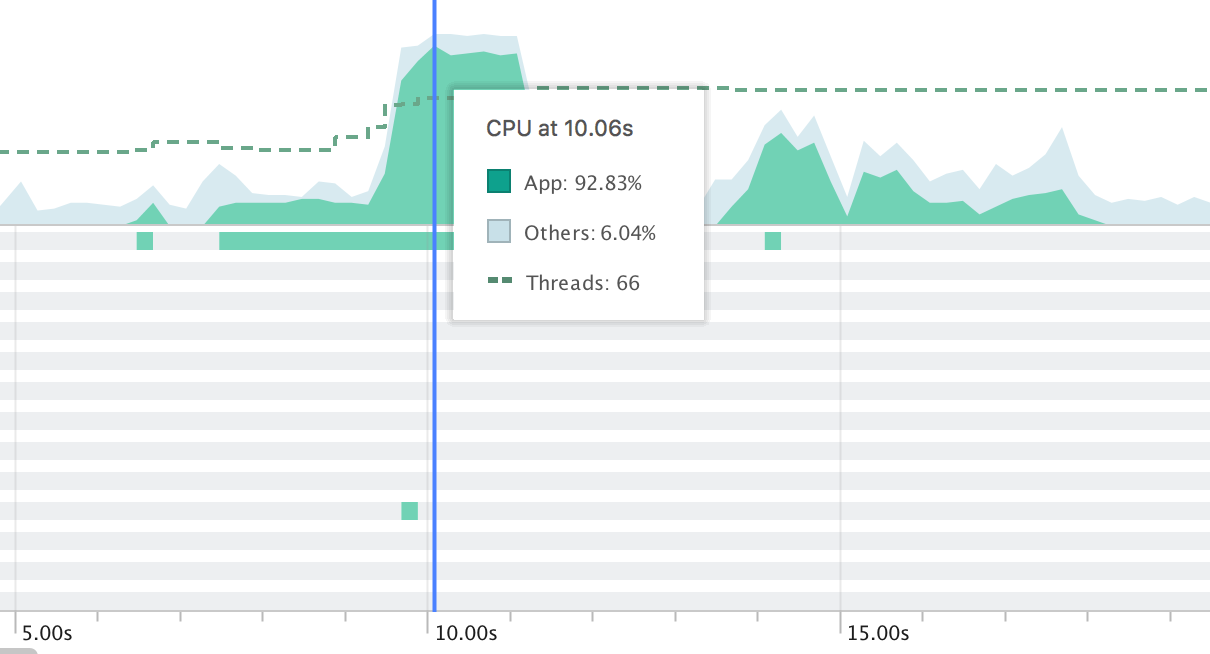 CPU at 10.06s
App: 92.83%
Others: 6.04%
Threads: 66
5.00s
10.00s
15.00s